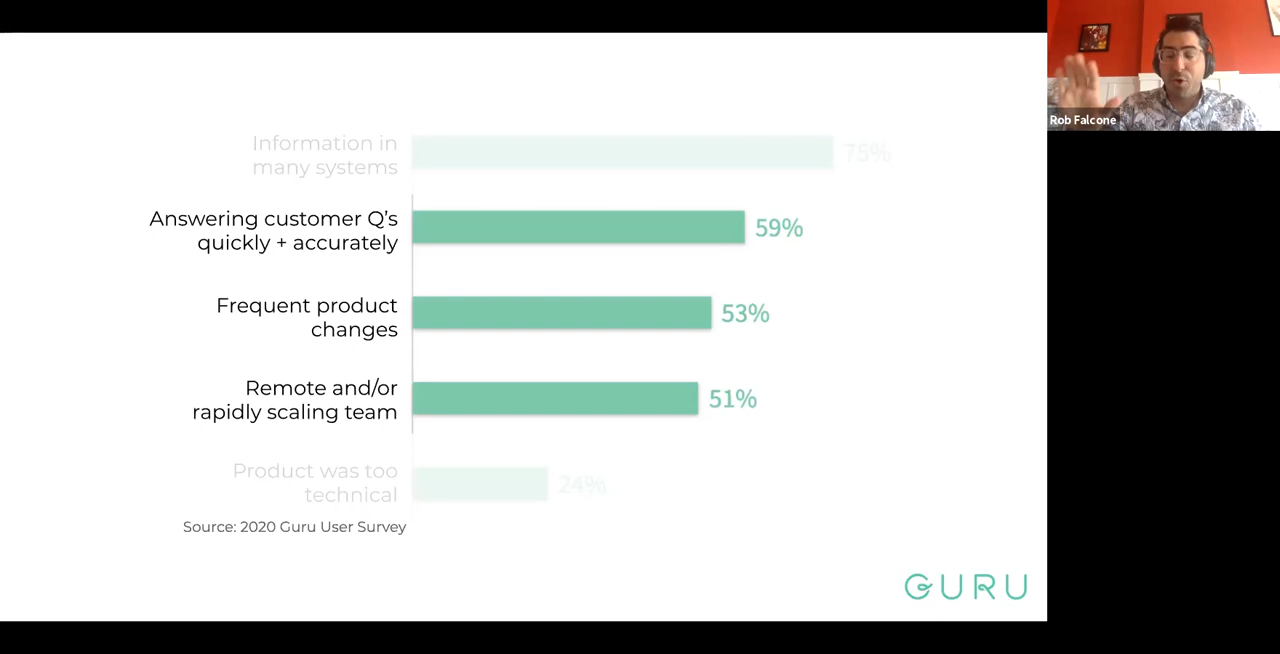 Information in
many systems
75%
Answering customer Q's
quickly + accurately
59%
Frequent product
changes
53%
Remote and/or
rapidly scaling team
51%
Product was too
technical
24%
Source: 2020 Guru User Survey
GURU
Rob Falcone